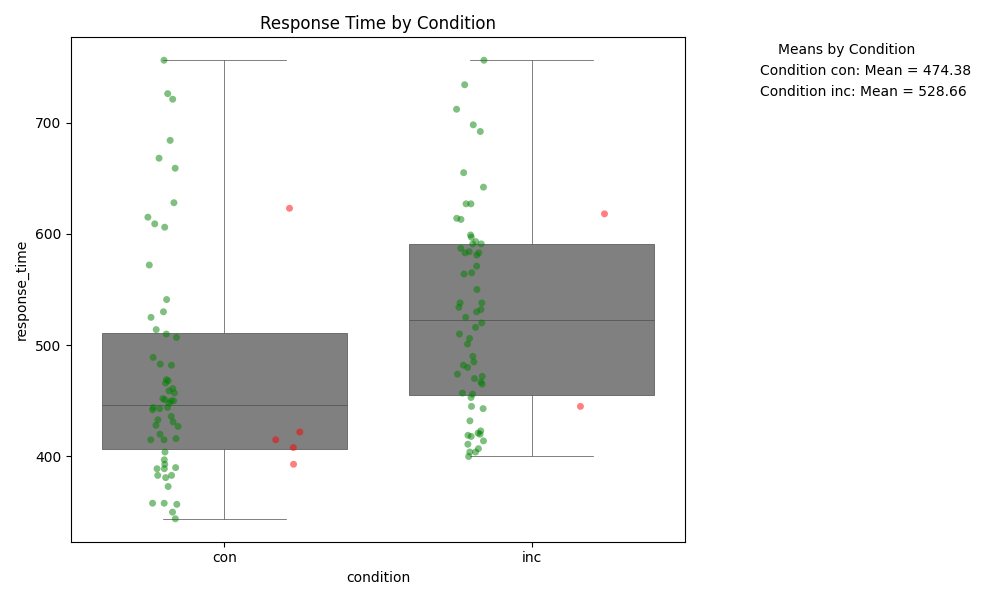 Response Time by Condition
Means by Condition
Condition con: Mean = 474.38
Condition inc: Mean = 528.66
response_time
700
600
500
400
con
inc
condition